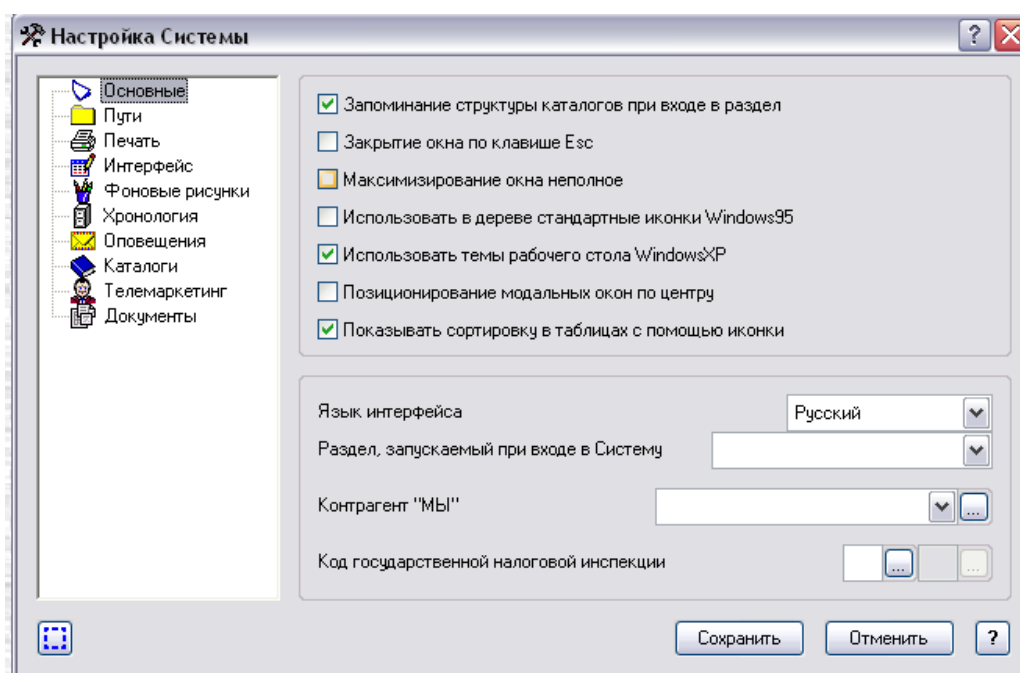 Настройка Системы
Основные
Пути
Печать
Интерфейс
Фоновые рисунки
Хронология
Оповещения
Каталоги
Телемаркетинг
Документы
Запоминание структуры каталогов при входе в раздел
Закрытие окна по клавише Esc
Максимизирование окна неполное
Использовать в дереве стандартные иконки Windows95
Использовать темы рабочего стола WindowsXP
Позиционирование модальных окон по центру
Показывать сортировку в таблицах с помощью иконки
Язык интерфейса Русский
Раздел, запускаемый при входе в Систему
Контрагент "МЫ" ...
Код государственной налоговой инспекции ... ...
Сохранить Отменить ?